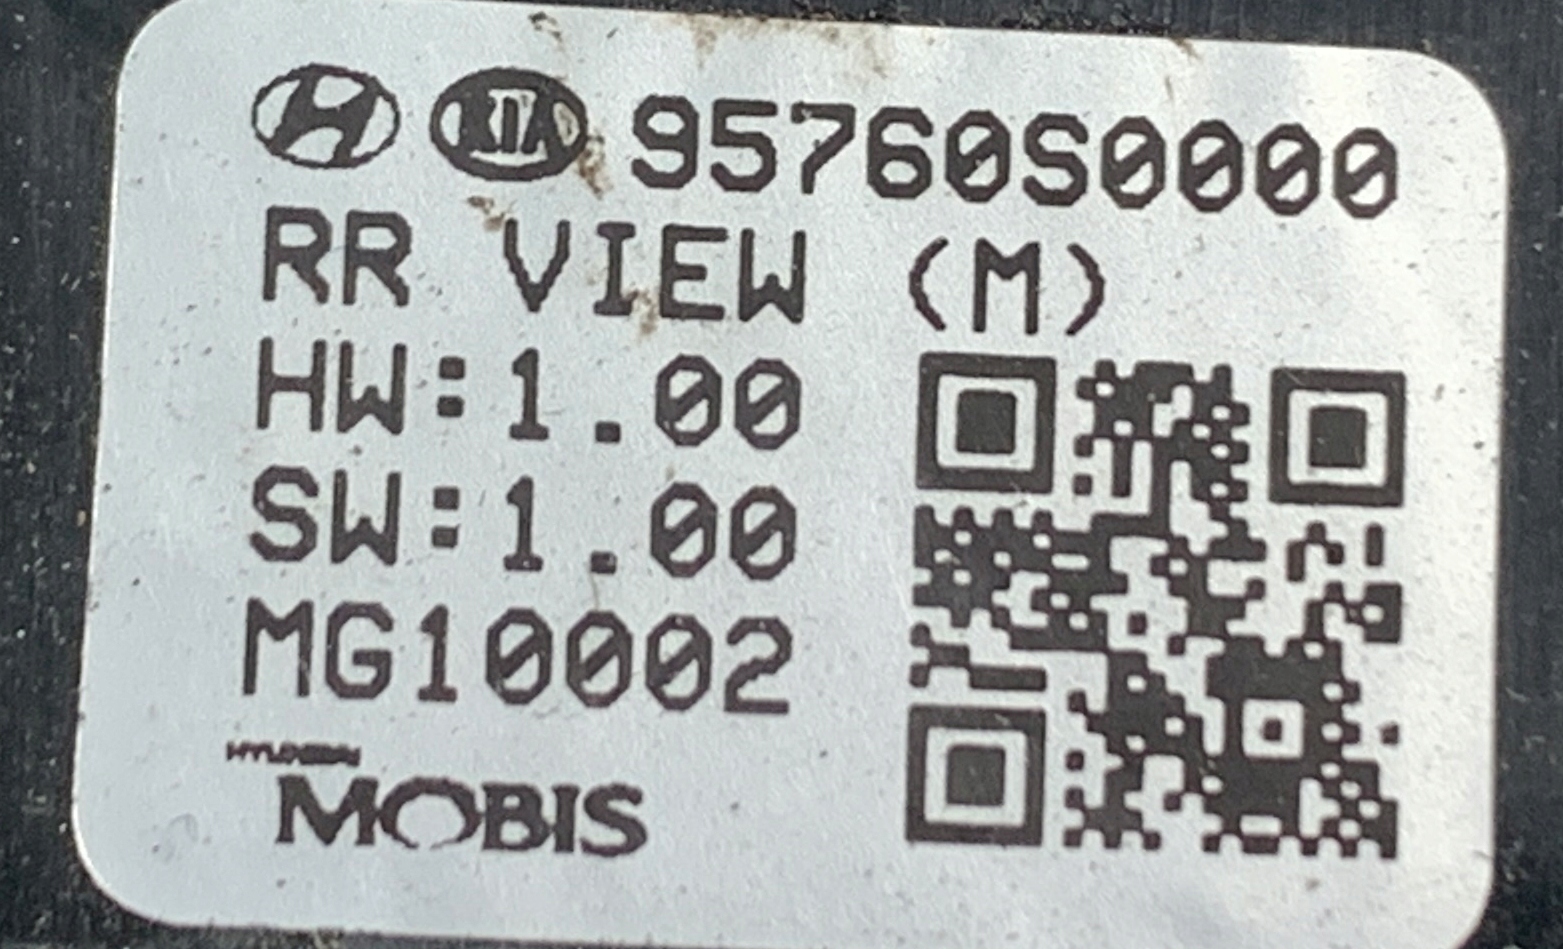 KIA 95760S0000
RR VIEW (M)
HW:1.00
SW:1.00
MG10002
HYUNDAI
MOBIS